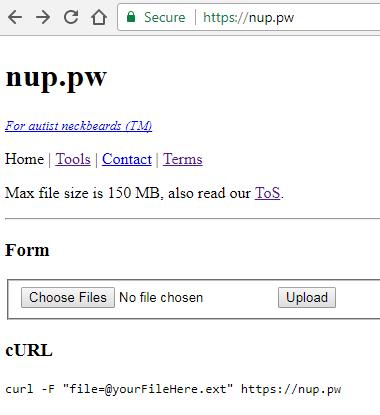 Secure | https://nup.pw
nup.pw
For autist neckbeards (TM)
Home | Tools | Contact | Terms
Max file size is 150 MB, also read our ToS.
Form
Choose Files No file chosen Upload
cURL
curl -F "file=@yourFileHere.ext" https://nup.pw